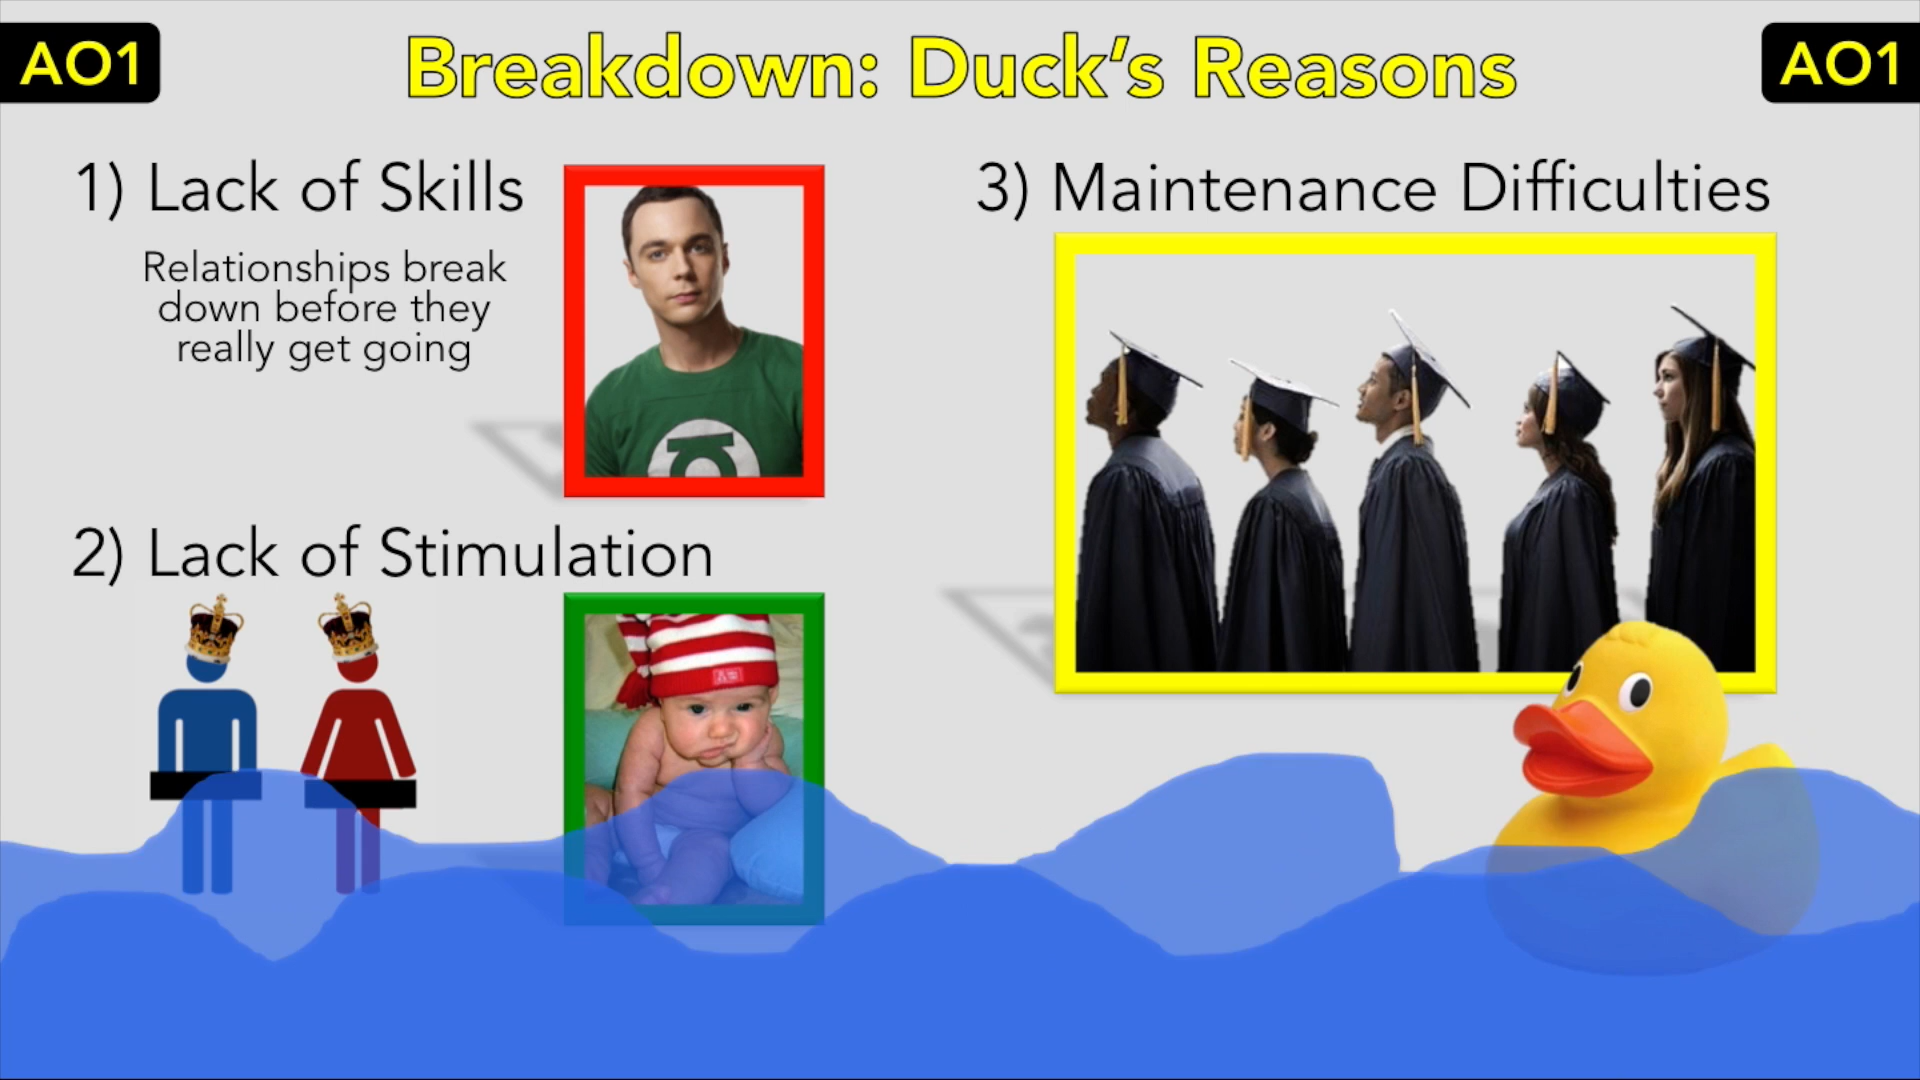 AO1
Breakdown: Duck's Reasons
AO1
1) Lack of Skills
Relationships break
down before they
really get going
2) Lack of Stimulation
3) Maintenance Difficulties